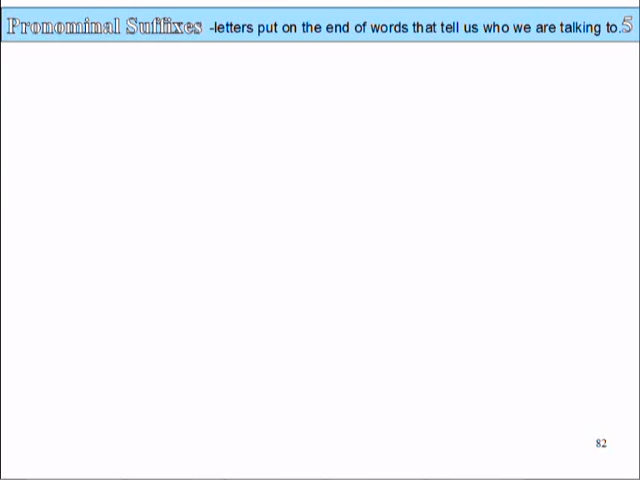 Pronominal Suffixes -letters put on the end of words that tell us who we are talking to. 5
82